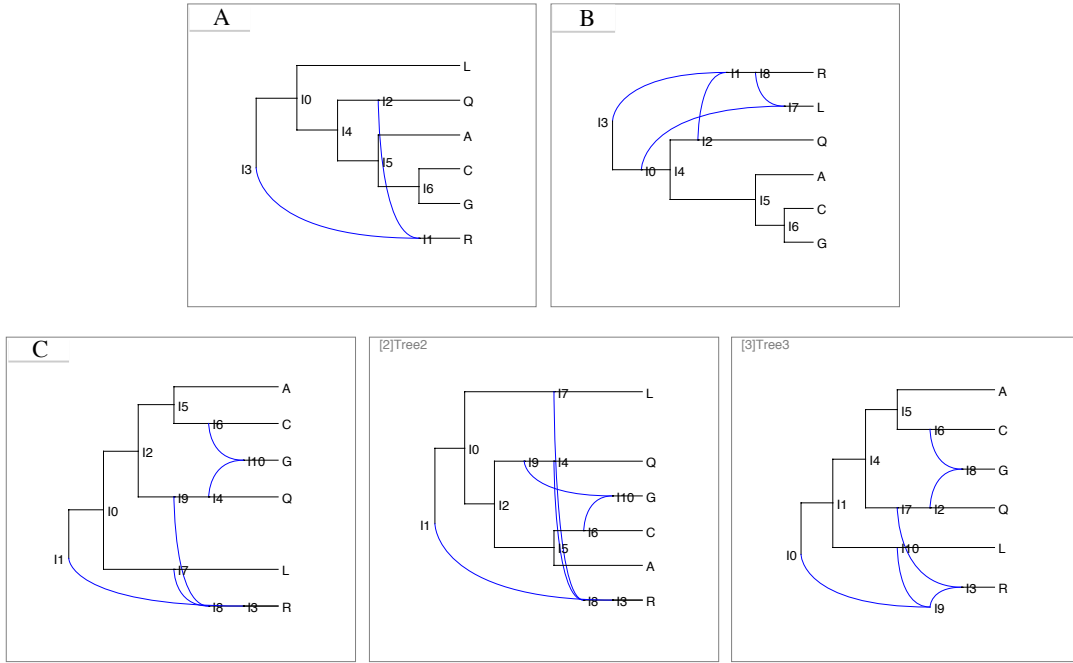 A
L
I2
Q
I0
I4
A
I5
C
I3
I6
G
I1
R
B
I1
I8
R
I7
L
I3
I2
Q
I0
I4
A
I5
C
I6
G
C
A
I5
I6
C
I2
I10
G
I9
I4
Q
I0
I1
I7
L
I8
I3
R
[2]Tree2
I7
L
I0
I9
I4
Q
I10
G
I2
I1
I6
C
I5
A
I8
I3
R
[3]Tree3
A
I5
I6
C
I4
I8
G
I1
I7
I2
Q
I0
I10
L
I3
R
I9